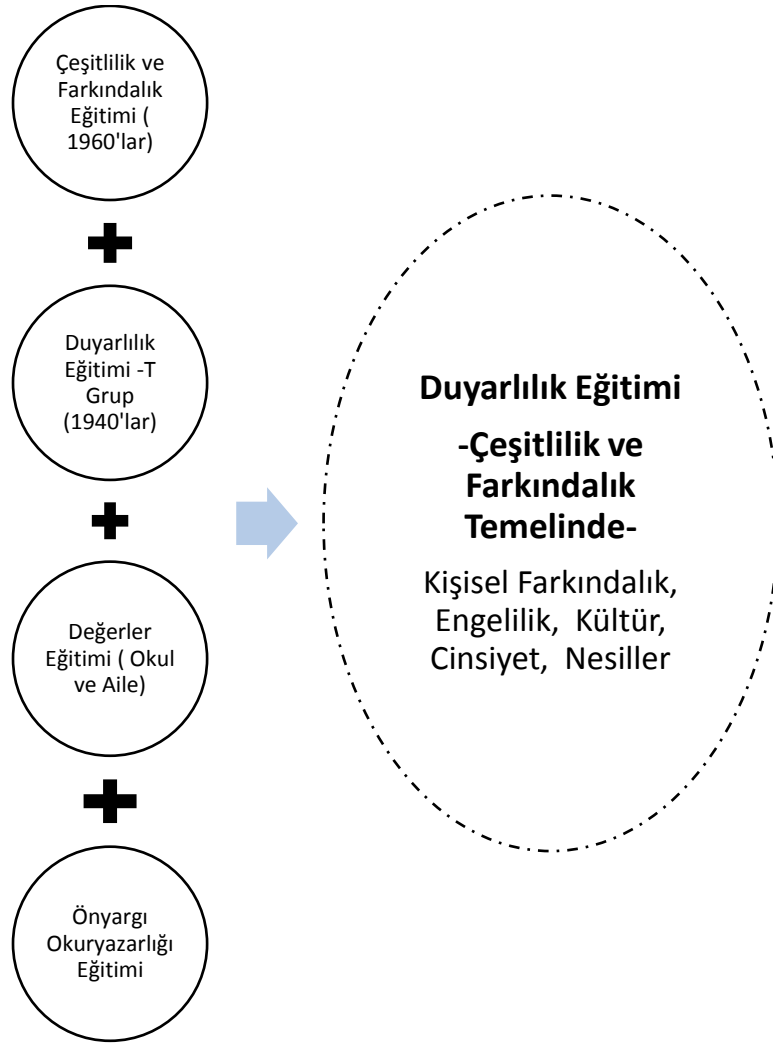 Çeşitlilik ve
Farkındalık
Eğitimi (
1960'lar)
Duyarlılık
Eğitimi -T
Grup
(1940'lar)
Değerler
Eğitimi ( Okul
ve Aile)
Önyargı
Okuryazarlığı
Eğitimi
Duyarlılık Eğitimi
-Çeşitlilik ve
Farkındalık
Temelinde-
Kişisel Farkındalık,
Engelilik, Kültür,
Cinsiyet, Nesiller